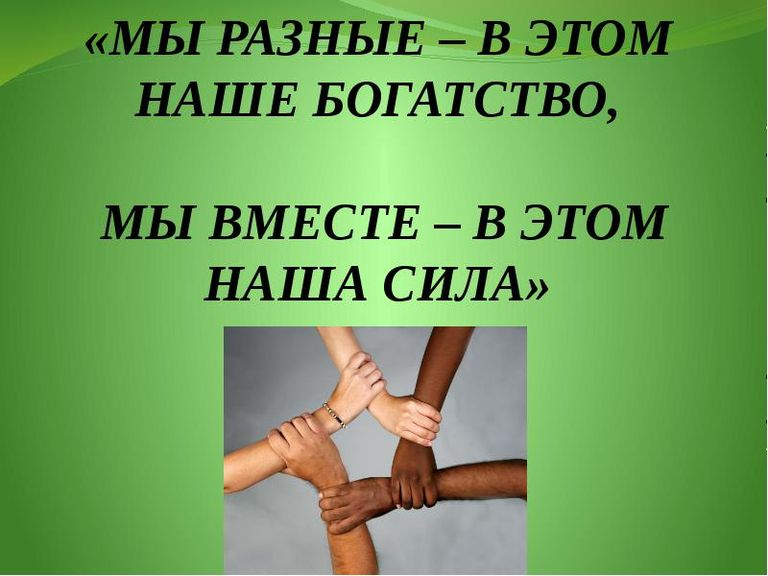 «МЫ РАЗНЫЕ – В ЭТОМ
НАШЕ БОГАТСТВО,
МЫ ВМЕСТЕ – В ЭТОМ
НАША СИЛА»